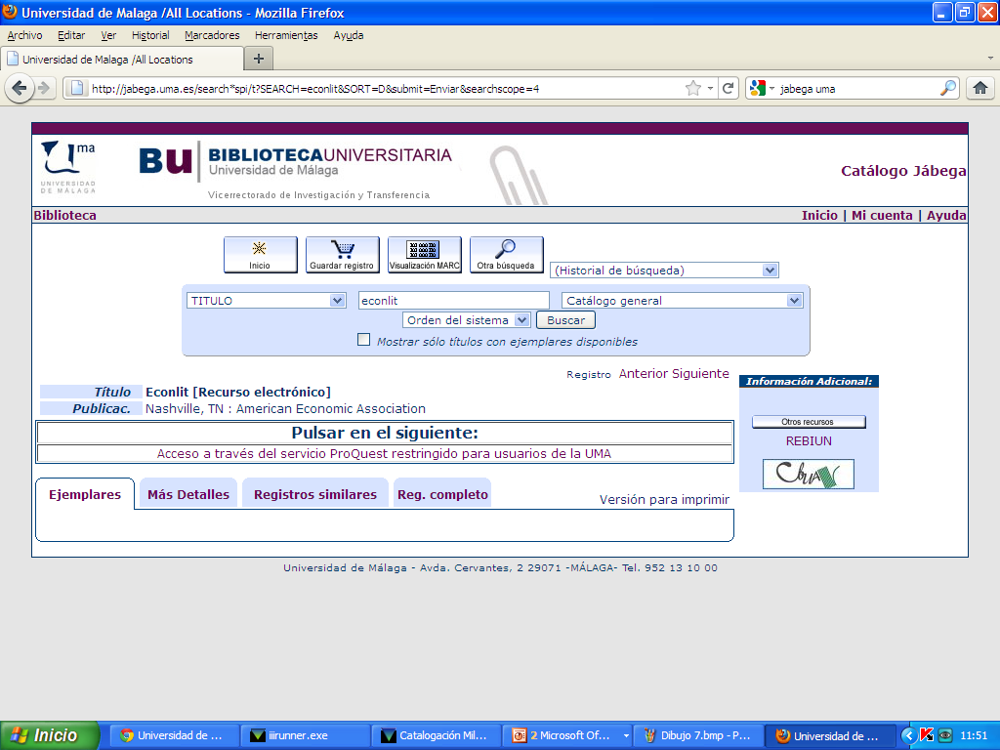 Universidad de Malaga /All Locations - Mozilla Firefox
Archivo Editar Ver Historial Marcadores Herramientas Ayuda
Universidad de Malaga /All Locations
http://jabega.uma.es/search*spi/t?SEARCH=econlit&SORT=D&submit=Enviar&searchscope=4
jabega uma
uma
UNIVERSIDAD
DE MÁLAGA
Bu
BIBLIOTECAUNIVERSITARIA
Universidad de Málaga
Vicerrectorado de Investigación y Transferencia
Catálogo Jábega
Biblioteca
Inicio | Mi cuenta | Ayuda
Inicio
Guardar registro
Visualización MARC
Otra búsqueda
(Historial de búsqueda)
TITULO
econlit
Catálogo general
Orden del sistema
Buscar
Mostrar sólo títulos con ejemplares disponibles
Registro Anterior Siguiente
Título Econlit [Recurso electrónico]
Publicac. Nashville, TN : American Economic Association
Pulsar en el siguiente:
Acceso a través del servicio ProQuest restringido para usuarios de la UMA
Información Adicional:
Otros recursos
REBIUN
CBUA
Ejemplares
Más Detalles
Registros similares
Reg. completo
Versión para imprimir
Universidad de Málaga - Avda. Cervantes, 2 29071 -MÁLAGA- Tel. 952 13 10 00
Inicio
Universidad de ...
iiirunner.exe
Catalogación Mil...
2 Microsoft Of...
Dibujo 7.bmp - P...
Universidad de ...
11:51